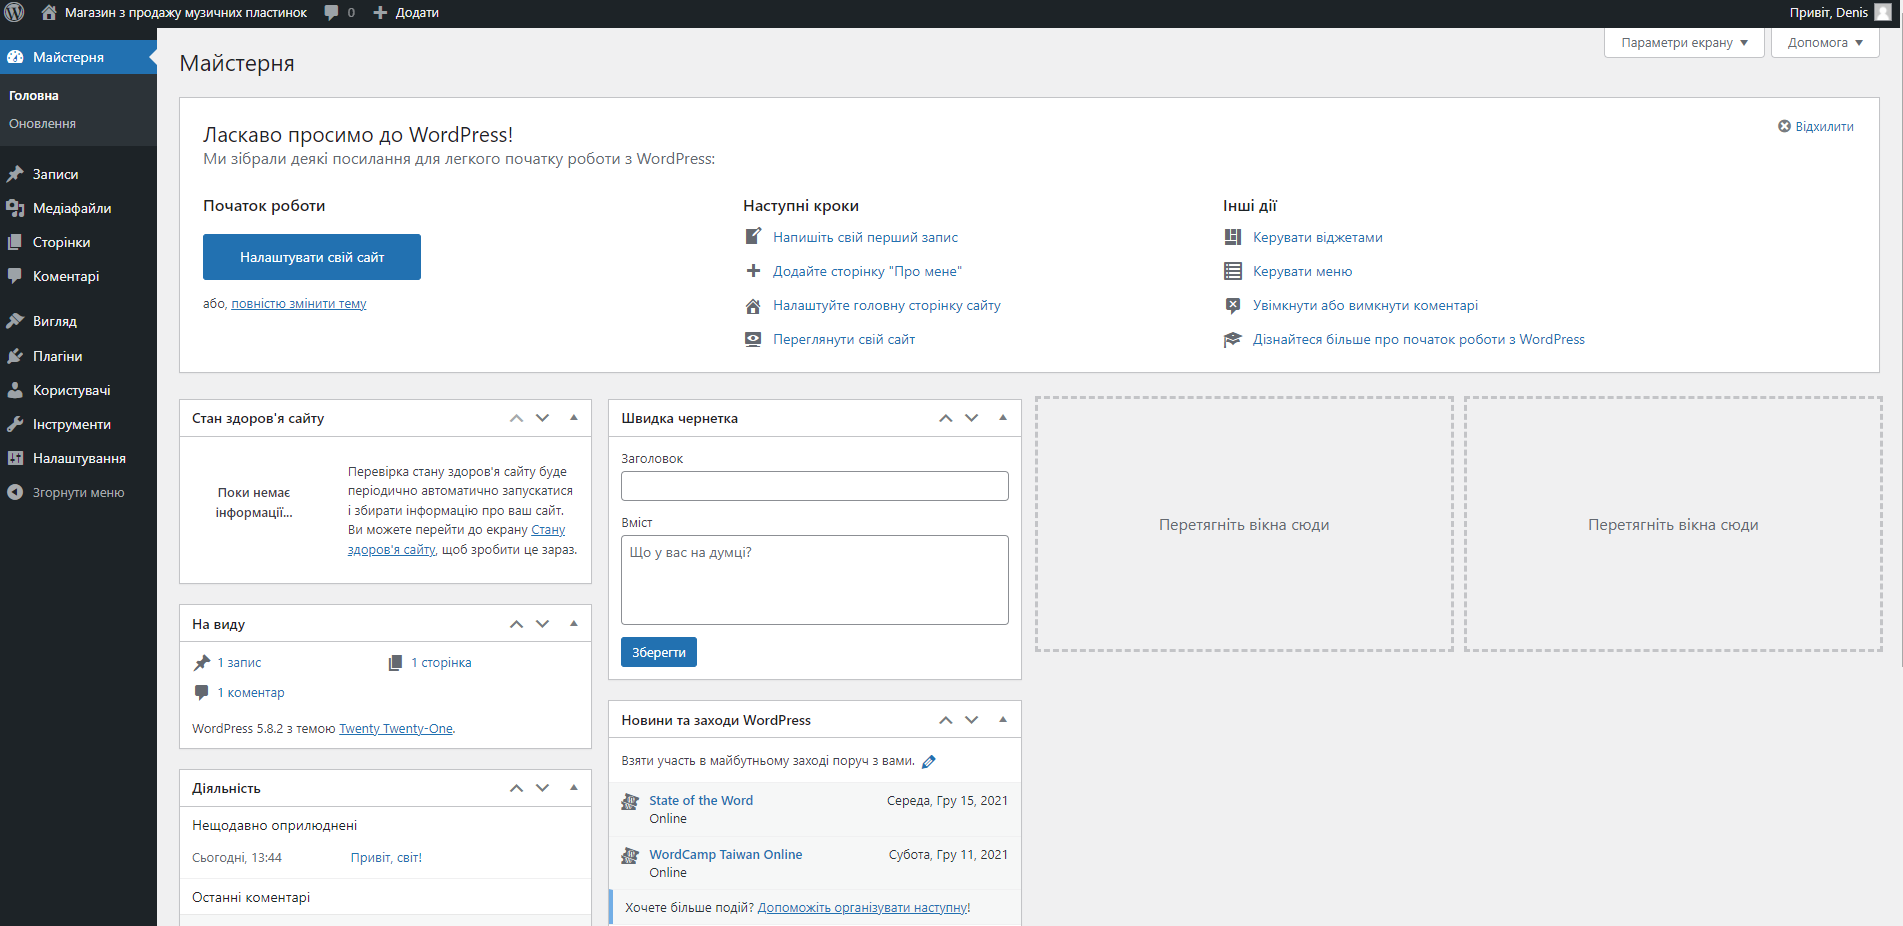 Магазин з продажу музичних пластинок
0
Додати
Привіт, Denis
Майстерня
Головна
Оновлення
Записи
Медіафайли
Сторінки
Коментарі
Вигляд
Плагіни
Користувачі
Інструменти
Налаштування
Згорнути меню
Параметри екрану
Допомога
Майстерня
Ласкаво просимо до WordPress!
Ми зібрали деякі посилання для легкого початку роботи з WordPress:
Відхилити
Початок роботи
Налаштувати свій сайт
або, повністю змінити тему
Наступні кроки
Напишіть свій перший запис
Додайте сторінку "Про мене"
Налаштуйте головну сторінку сайту
Переглянути свій сайт
Інші дії
Керувати віджетами
Керувати меню
Увімкнути або вимкнути коментарі
Дізнайтеся більше про початок роботи з WordPress
Стан здоров'я сайту
Поки немає
інформації...
Перевірка стану здоров'я сайту буде
періодично автоматично запускатися
і збирати інформацію про ваш сайт.
Ви можете перейти до екрану Стану
здоров'я сайту, щоб зробити це зараз.
На виду
1 запис
1 сторінка
1 коментар
WordPress 5.8.2 з темою Twenty Twenty-One.
Діяльність
Нещодавно оприлюднені
Сьогодні, 13:44
Привіт, світ!
Останні коментарі
Швидка чернетка
Заголовок
Вміст
Що у вас на думці?
Зберегти
Новини та заходи WordPress
Взяти участь в майбутньому заході поруч з вами.
State of the Word
Середа, Гру 15, 2021
Online
WordCamp Taiwan Online
Субота, Гру 11, 2021
Online
Хочете більше подій? Допоможіть організувати наступну!
Перетягніть вікна сюди
Перетягніть вікна сюди